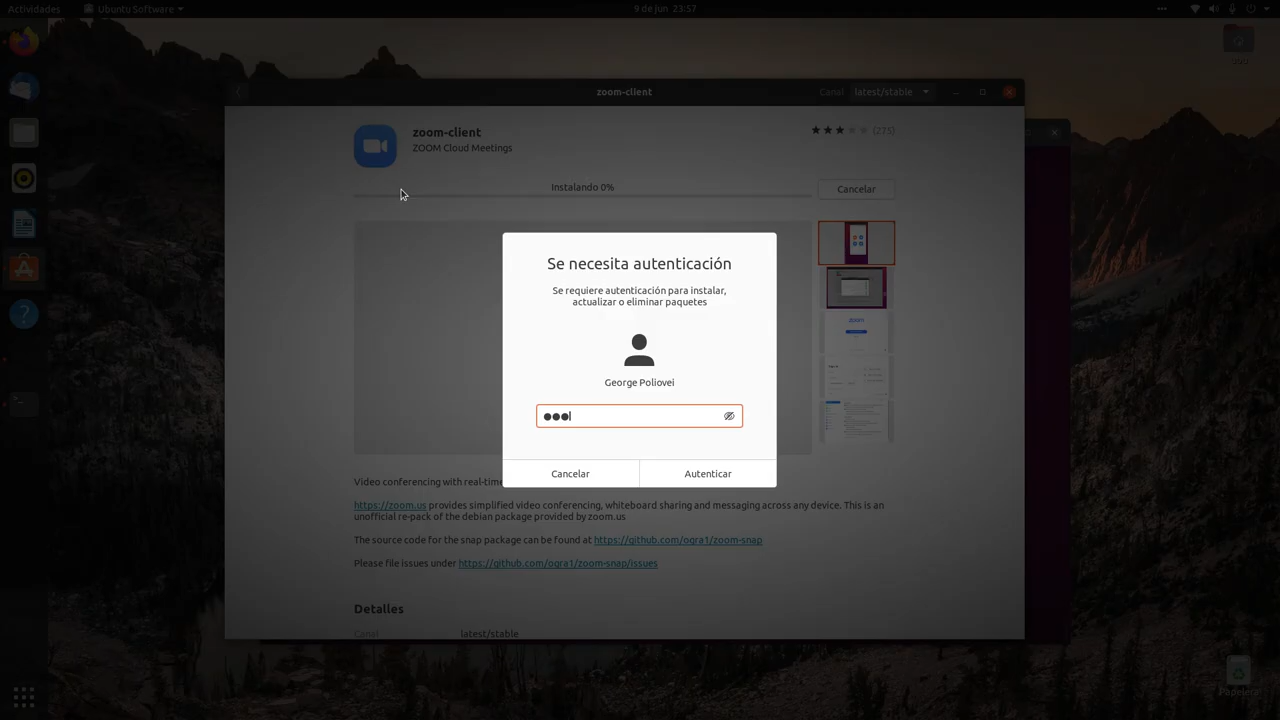 Actividades
Ubuntu Software
9 de jun 23:57
zoom-client
Canal
latest/stable
zoom-client
ZOOM Cloud Meetings
(275)
Instalando 0%
Cancelar
Se necesita autenticación
Se requiere autenticación para instalar,
actualizar o eliminar paquetes
George Poliovei
Cancelar
Autenticar
Video conferencing with real-time
https://zoom.us provides simplified video conferencing, whiteboard sharing and messaging across any device. This is an
unofficial re-pack of the debian package provided by zoom.us
The source code for the snap package can be found at https://github.com/ogra1/zoom-snap
Please file issues under https://github.com/ogra1/zoom-snap/issues
Detalles
Canal
latest/stable
Papelera